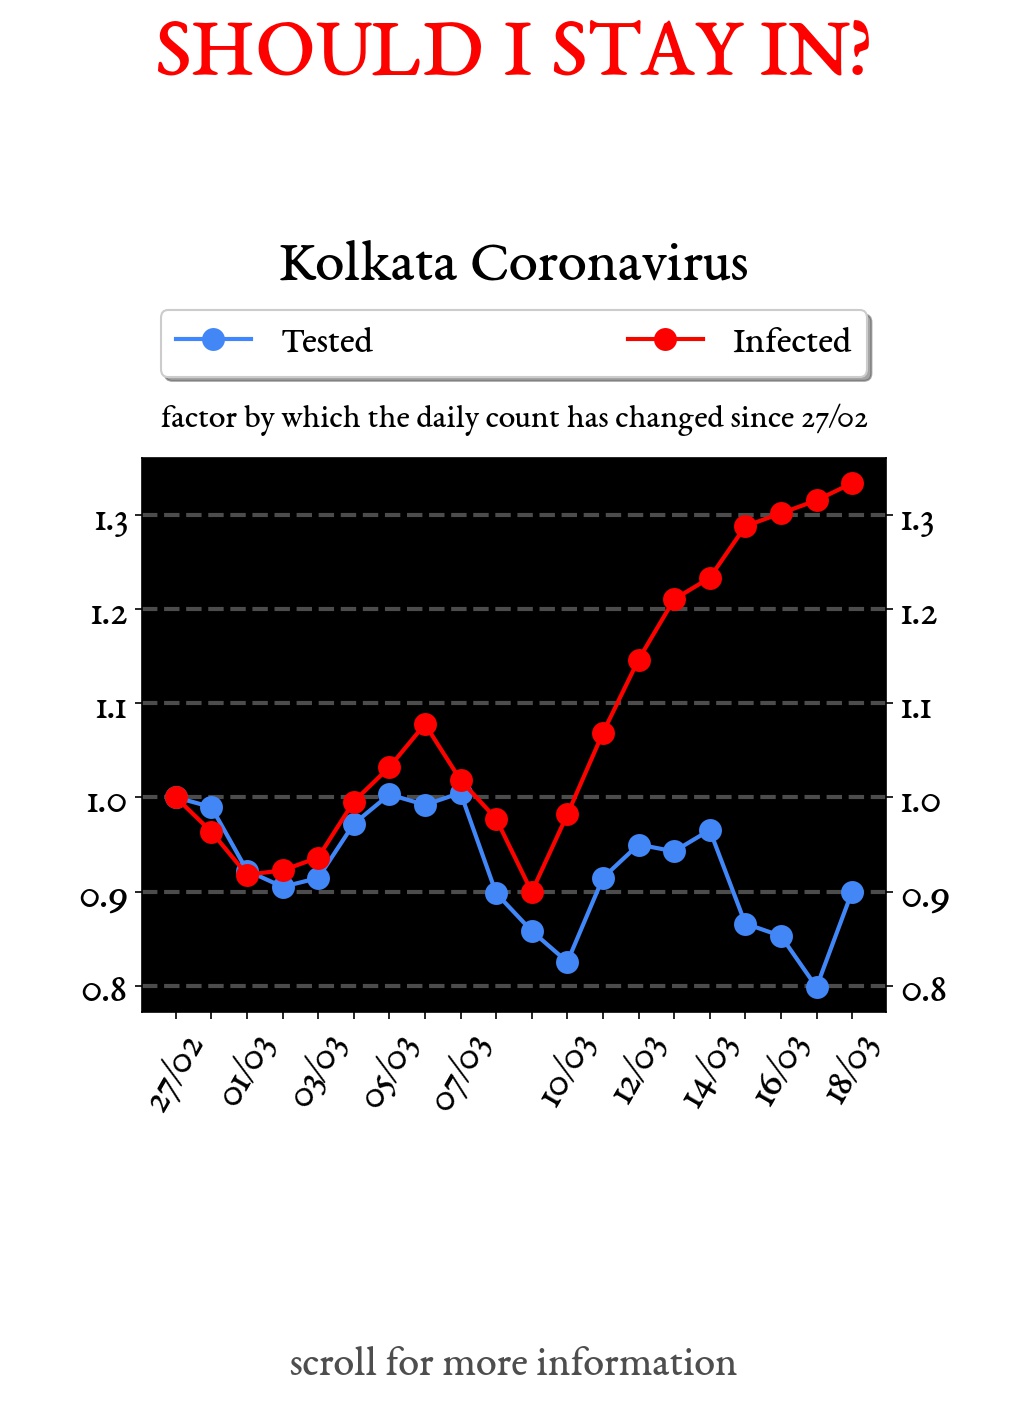 SHOULD I STAY IN?
Kolkata Coronavirus
Tested Infected
factor by which the daily count has changed since 27/02
1.3 1.3
1.2 1.2
1.1 1.1
1.0 1.0
0.9 0.9
0.8 0.8
27/02 01/03 03/03 05/03 07/03 10/03 12/03 14/03 16/03 18/03
scroll for more information